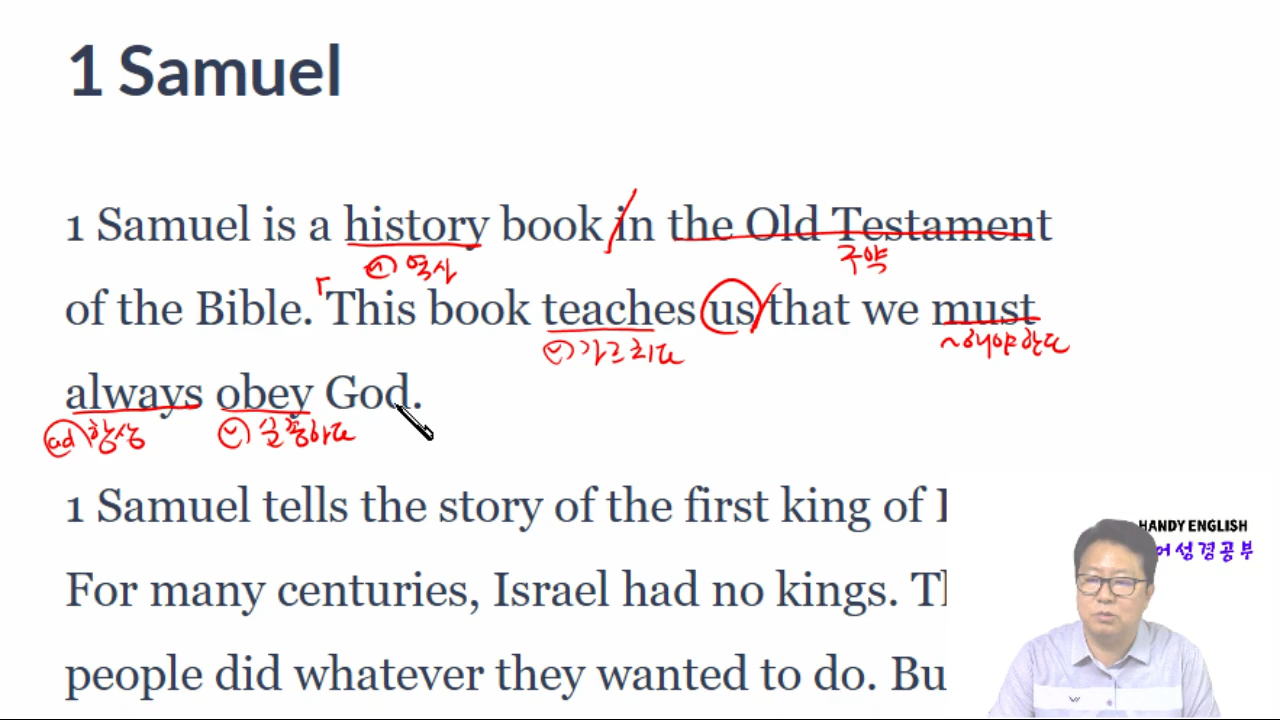 1 Samuel
1 Samuel is a history book in the Old Testament
ⓝ 역사 구약
of the Bible. This book teaches us that we must
ⓥ 가르치다 ~해야 한다
always obey God.
ad 항상 ⓥ 순종하다
1 Samuel tells the story of the first king of
For many centuries, Israel had no kings. Th
people did whatever they wanted to do. Bu
HANDY ENGLISH
어성경공부